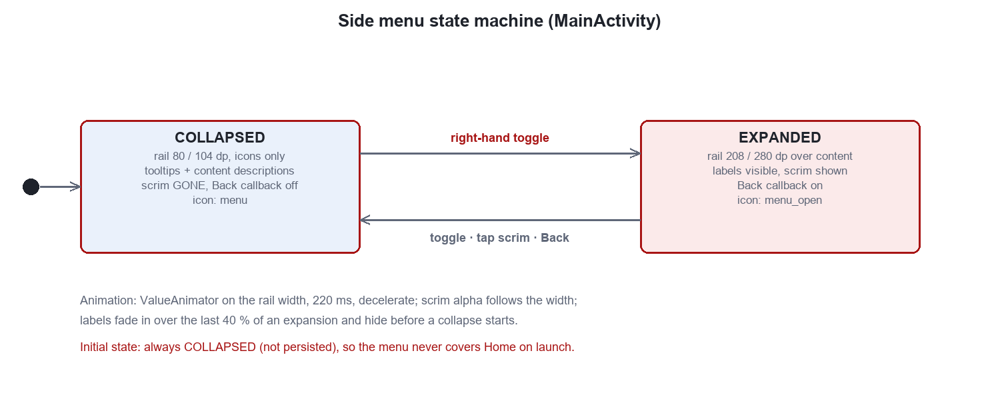 Side menu state machine (MainActivity)
COLLAPSED
rail 80 / 104 dp, icons only
tooltips + content descriptions
scrim GONE, Back callback off
icon: menu
right-hand toggle
toggle · tap scrim · Back
EXPANDED
rail 208 / 280 dp over content
labels visible, scrim shown
Back callback on
icon: menu_open
Animation: ValueAnimator on the rail width, 220 ms, decelerate; scrim alpha follows the width;
labels fade in over the last 40 % of an expansion and hide before a collapse starts.
Initial state: always COLLAPSED (not persisted), so the menu never covers Home on launch.